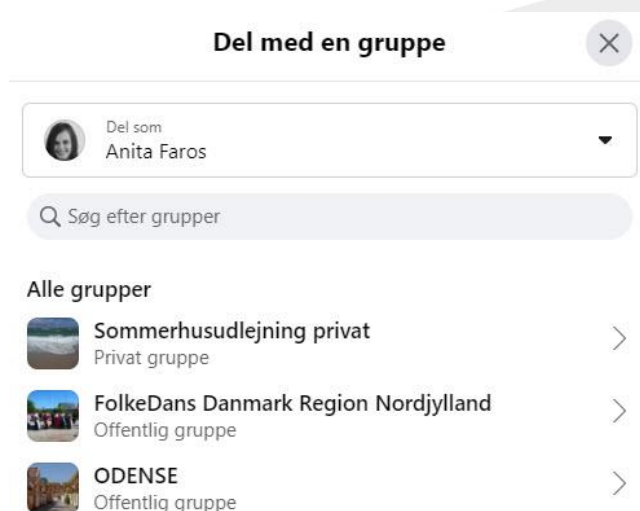 Del med en gruppe
Del som
Anita Faros
Søg efter grupper
Alle grupper
Sommerhusudlejning privat
Privat gruppe
FolkeDans Danmark Region Nordjylland
Offentlig gruppe
ODENSE
Offentlig gruppe